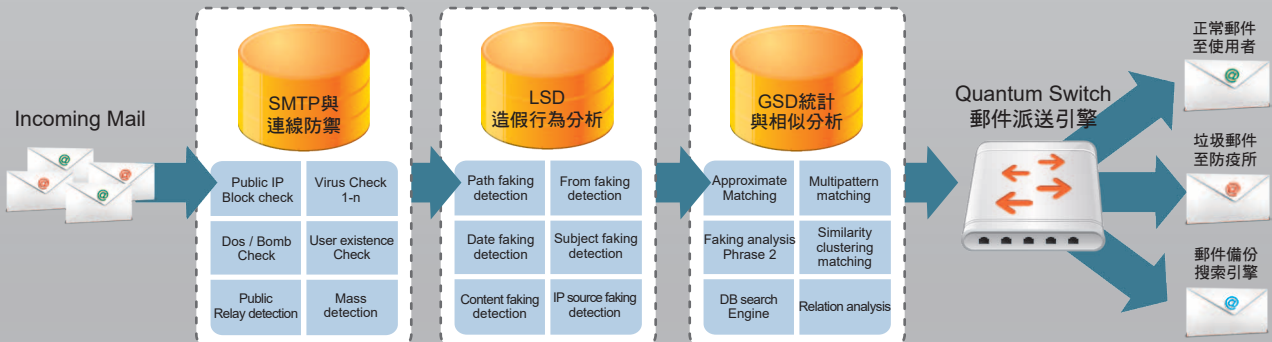 Incoming Mail
SMTP與
連線防禦
Public IP
Block check
Virus Check
1-n
Dos / Bomb
Check
User existence
Check
Public
Relay detection
Mass
detection
LSD
造假行為分析
Path faking
detection
From faking
detection
Date faking
detection
Subject faking
detection
Content faking
detection
IP source faking
detection
GSD統計
與相似分析
Approximate
Matching
Multipattern
matching
Faking analysis
Phrase 2
Similarity
clustering
matching
DB search
Engine
Relation analysis
Quantum Switch
郵件派送引擎
正常郵件
至使用者
垃圾郵件
至防疫所
郵件備份
搜索引擎